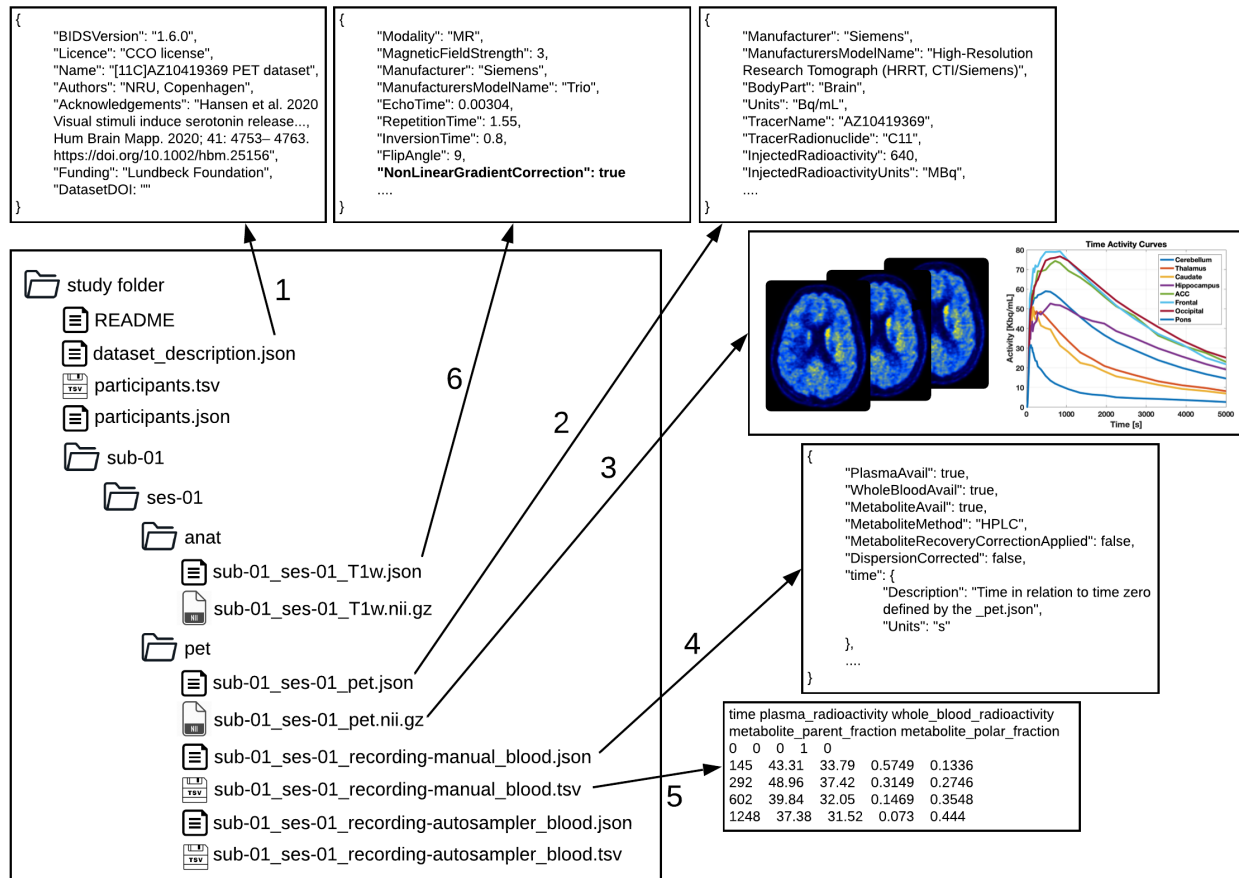 {
"BIDSVersion": "1.6.0",
"Licence": "CCO license",
"Name": "[11C]AZ10419369 PET dataset",
"Authors": "NRU, Copenhagen",
"Acknowledgements": "Hansen et al. 2020
Visual stimuli induce serotonin release...,
Hum Brain Mapp. 2020; 41: 4753– 4763.
https://doi.org/10.1002/hbm.25156",
"Funding": "Lundbeck Foundation",
"DatasetDOI: ""
}
{
"Modality": "MR",
"MagneticFieldStrength": 3,
"Manufacturer": "Siemens",
"ManufacturersModelName": "Trio",
"EchoTime": 0.00304,
"RepetitionTime": 1.55,
"InversionTime": 0.8,
"FlipAngle": 9,
"NonLinearGradientCorrection": true
....
}
{
"Manufacturer": "Siemens",
"ManufacturersModelName": "High-Resolution
Research Tomograph (HRRT, CTI/Siemens)",
"BodyPart": "Brain",
"Units": "Bq/mL",
"TracerName": "AZ10419369",
"TracerRadionuclide": "C11",
"InjectedRadioactivity": 640,
"InjectedRadioactivityUnits": "MBq",
....
}
study folder
README
dataset_description.json
participants.tsv
TSV
participants.json
sub-01
ses-01
anat
sub-01_ses-01_T1w.json
sub-01_ses-01_T1w.nii.gz
NII
pet
sub-01_ses-01_pet.json
sub-01_ses-01_pet.nii.gz
NII
sub-01_ses-01_recording-manual_blood.json
sub-01_ses-01_recording-manual_blood.tsv
TSV
sub-01_ses-01_recording-autosampler_blood.json
sub-01_ses-01_recording-autosampler_blood.tsv
TSV
1
6
2
3
4
5
Time Activity Curves
Activity [Kbq/mL]
80
70
60
50
40
30
20
10
0
0 1000 2000 3000 4000 5000
Time [s]
Cerebellum
Thalamus
Caudate
Hippocampus
ACC
Frontal
Occipital
Pons
{
"PlasmaAvail": true,
"WholeBloodAvail": true,
"MetaboliteAvail": true,
"MetaboliteMethod": "HPLC",
"MetaboliteRecoveryCorrectionApplied": false,
"DispersionCorrected": false,
"time": {
"Description": "Time in relation to time zero
defined by the _pet.json",
"Units": "s"
},
....
}
time plasma_radioactivity whole_blood_radioactivity
metabolite_parent_fraction metabolite_polar_fraction
0 0 0 1 0
145 43.31 33.79 0.5749 0.1336
292 48.96 37.42 0.3149 0.2746
602 39.84 32.05 0.1469 0.3548
1248 37.38 31.52 0.073 0.444